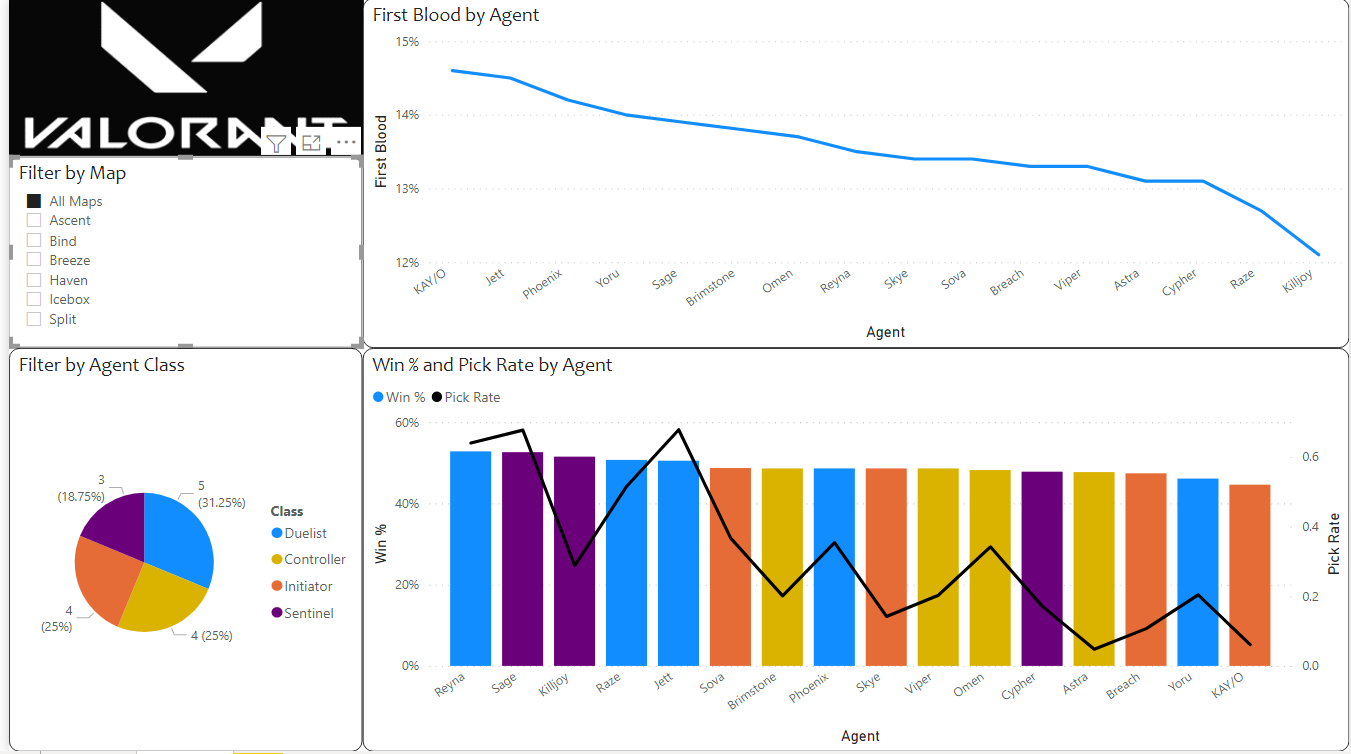 VALORANT
Filter by Map
All Maps
Ascent
Bind
Breeze
Haven
Icebox
Split
First Blood by Agent
15%
14%
13%
12%
First Blood
KAY/O
Jett
Phoenix
Yoru
Sage
Brimstone
Omen
Reyna
Skye
Sova
Breach
Viper
Astra
Cypher
Raze
Killjoy
Agent
Filter by Agent Class
3
(18.75%)
5
(31.25%)
4
(25%)
4 (25%)
Class
Duelist
Controller
Initiator
Sentinel
Win % and Pick Rate by Agent
Win % Pick Rate
60%
40%
20%
0%
Win %
0.6
0.4
0.2
0.0
Pick Rate
Reyna
Sage
Killjoy
Raze
Jett
Sova
Brimstone
Phoenix
Skye
Viper
Omen
Cypher
Astra
Breach
Yoru
KAY/O
Agent